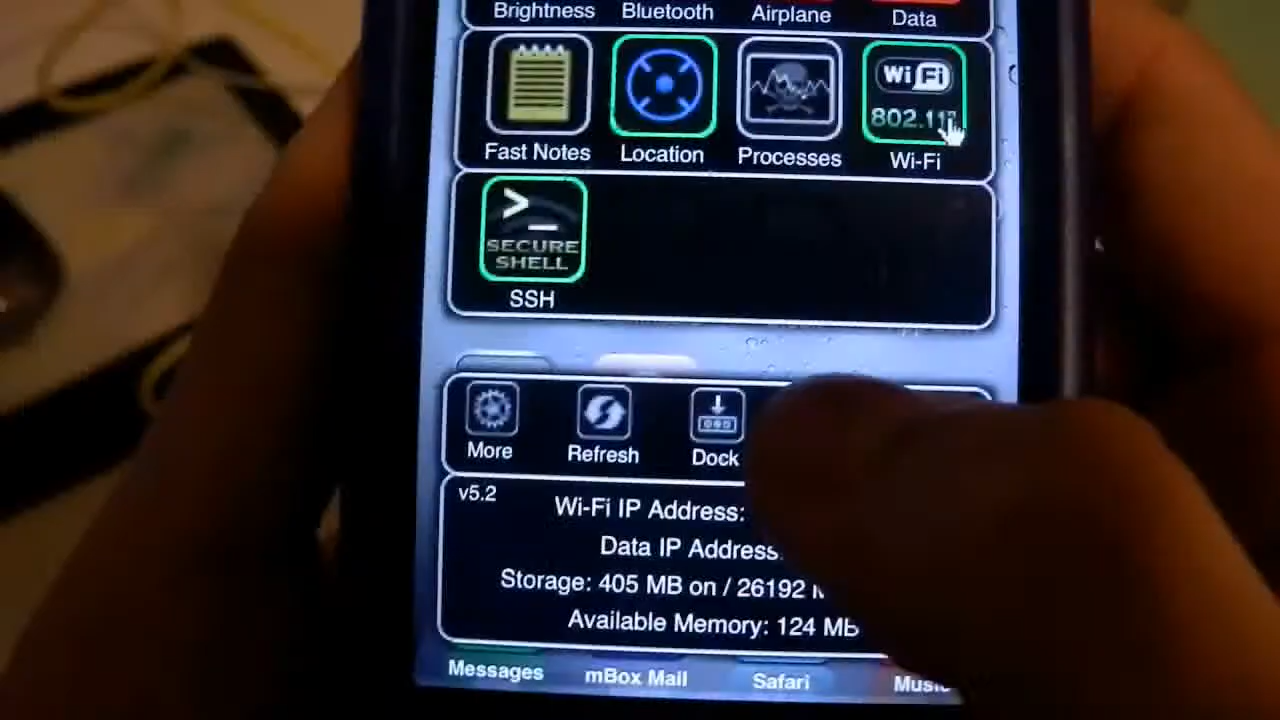 Brightness Bluetooth Airplane Data
Wi Fi
802.11
Fast Notes Location Processes Wi-Fi
>_
SECURE
SHELL
SSH
More Refresh Dock
v5.2
Wi-Fi IP Address:
Data IP Address:
Storage: 405 MB on / 26192
Available Memory: 124 MB
Messages mBox Mail Safari Music